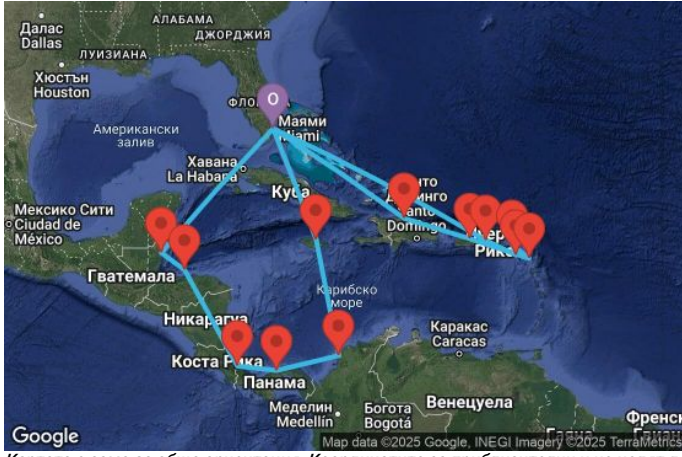 АЛАБАМА
ДЖОРДЖИЯ
Далас
Dallas
ЛУИЗИАНА
Хюстън
Houston
O
Маями
Miami
Американски
залив
Хавана
La Habana
Куба
Domingo
Мексико Сити
Ciudad de
México
Гватемала
Карибско
море
Никарагуа
Каракас
Caracas
Коста Рика
Панама
Меделин
Medellín
Богота
Bogotá
Венецуела
Френск
Google
Map data ©2025 Google, INEGI Imagery ©2025 TerraMetrics